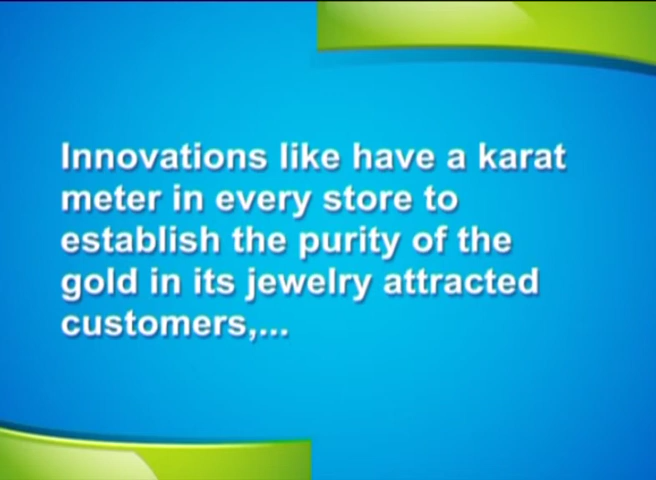 Innovations like have a karat
meter in every store to
establish the purity of the
gold in its jewelry attracted
customers,...